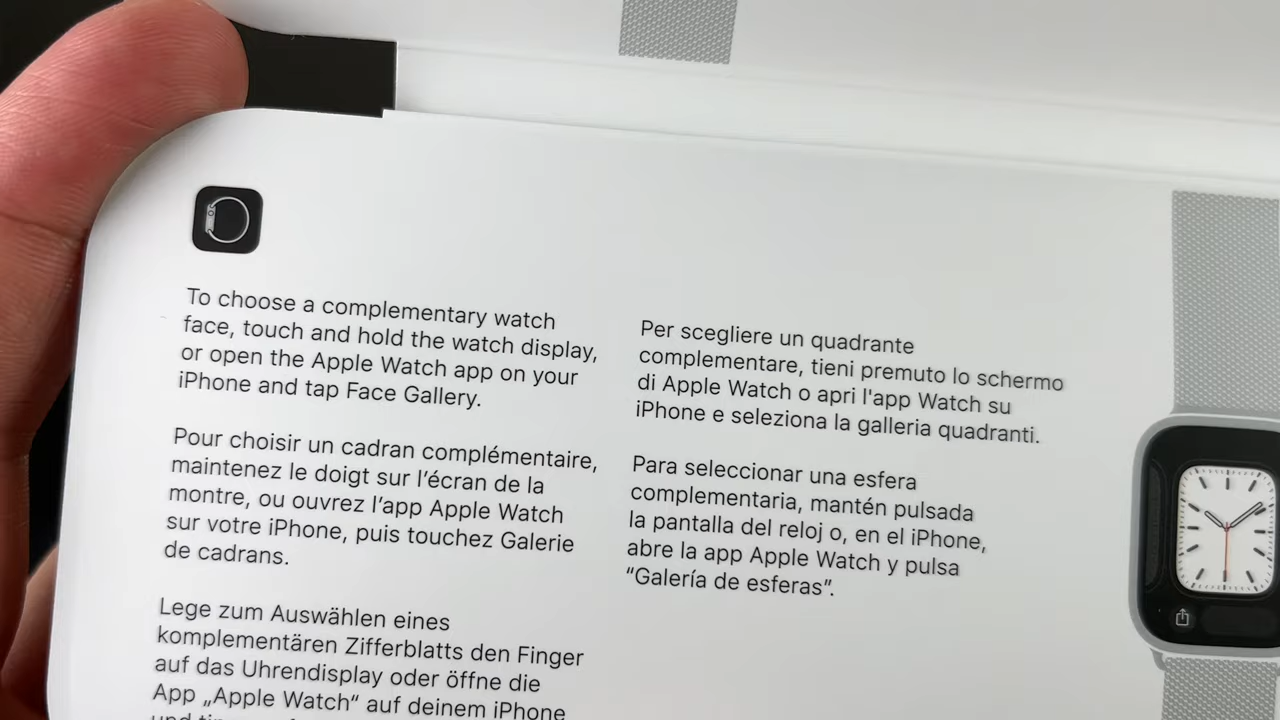 To choose a complementary watch
face, touch and hold the watch display,
or open the Apple Watch app on your
iPhone and tap Face Gallery.
Pour choisir un cadran complémentaire,
maintenez le doigt sur l’écran de la
montre, ou ouvrez l’app Apple Watch
sur votre iPhone, puis touchez Galerie
de cadrans.
Lege zum Auswählen eines
komplementären Zifferblatts den Finger
auf das Uhrendisplay oder öffne die
App „Apple Watch“ auf deinem iPhone
Per scegliere un quadrante
complementare, tieni premuto lo schermo
di Apple Watch o apri l'app Watch su
iPhone e seleziona la galleria quadranti.
Para seleccionar una esfera
complementaria, mantén pulsada
la pantalla del reloj o, en el iPhone,
abre la app Apple Watch y pulsa
“Galería de esferas”.